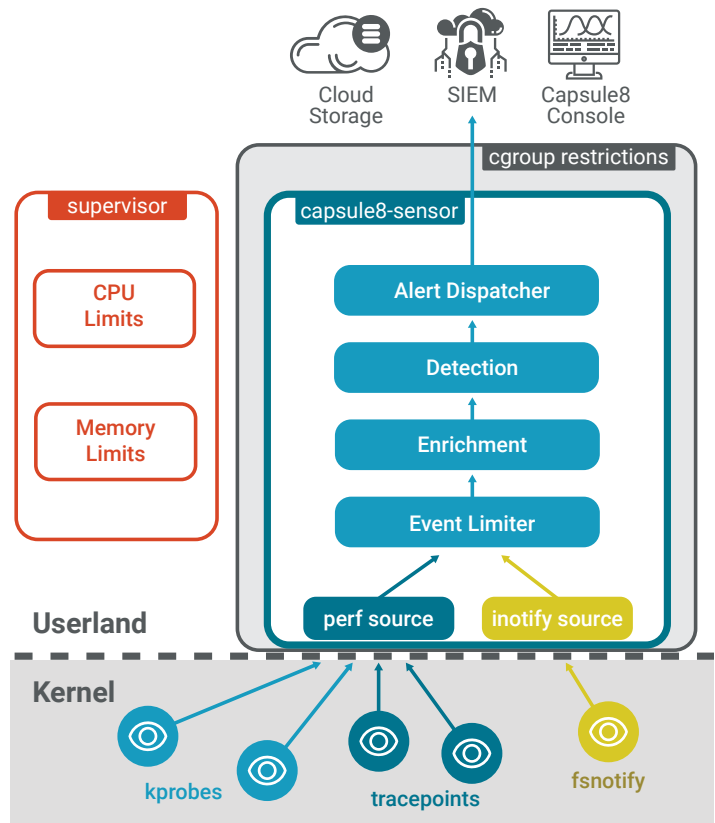 Cloud
Storage
SIEM
Capsule8
Console
cgroup restrictions
supervisor
capsule8-sensor
CPU
Limits
Alert Dispatcher
Detection
Memory
Limits
Enrichment
Event Limiter
perf source
inotify source
Userland
Kernel
kprobes
tracepoints
fsnotify